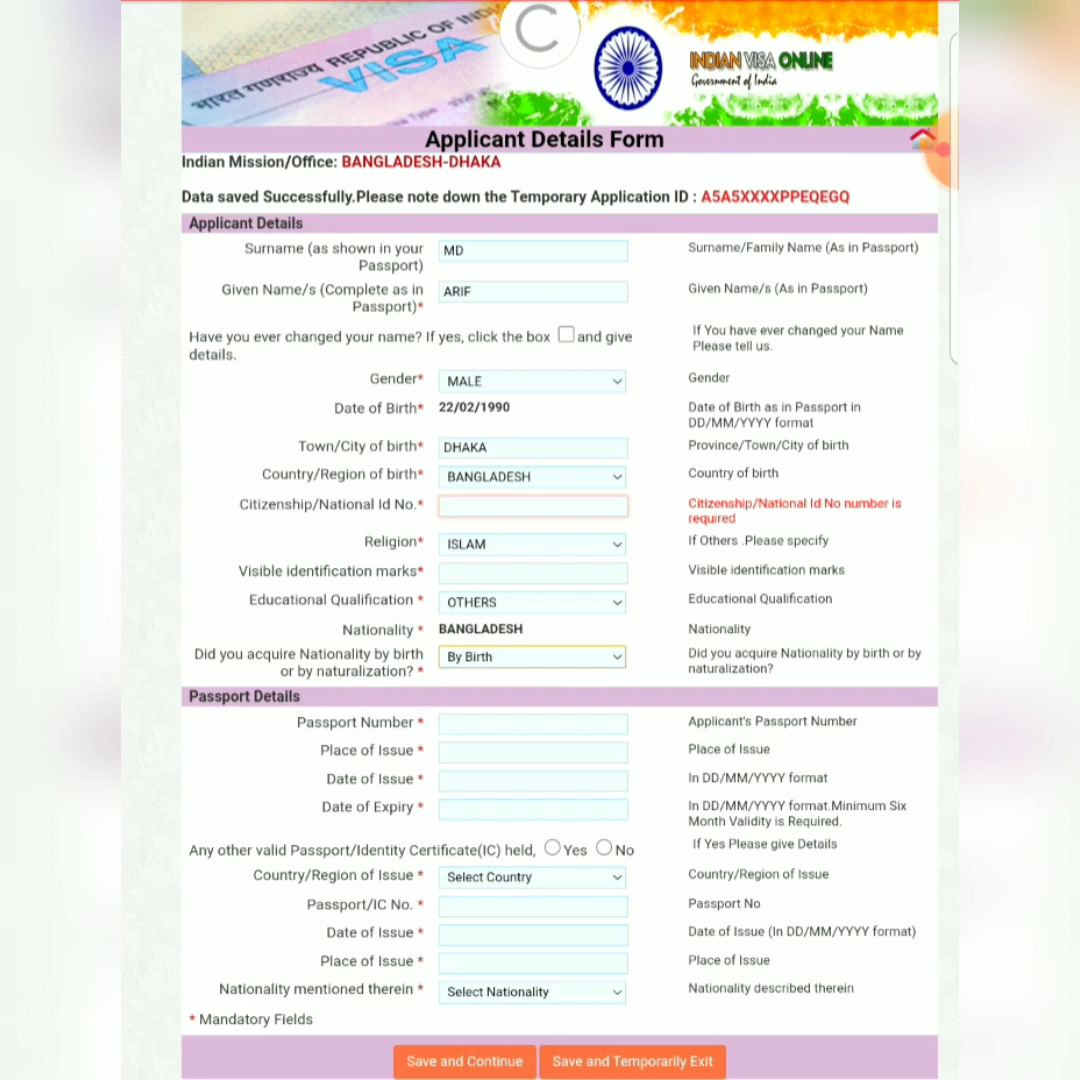 भारत गणराज्य REPUBLIC OF INDI
VISA
INDIAN VISA ONLINE
Government of India
Applicant Details Form
Indian Mission/Office: BANGLADESH-DHAKA
Data saved Successfully.Please note down the Temporary Application ID : A5A5XXXXPPEQEGQ
Applicant Details
Surname (as shown in your Passport) MD Surname/Family Name (As in Passport)
Given Name/s (Complete as in Passport)* ARIF Given Name/s (As in Passport)
Have you ever changed your name? If yes, click the box and give details. If You have ever changed your Name Please tell us.
Gender* MALE Gender
Date of Birth* 22/02/1990 Date of Birth as in Passport in DD/MM/YYYY format
Town/City of birth* DHAKA Province/Town/City of birth
Country/Region of birth* BANGLADESH Country of birth
Citizenship/National Id No.* Citizenship/National Id No number is required
Religion* ISLAM If Others .Please specify
Visible identification marks* Visible identification marks
Educational Qualification * OTHERS Educational Qualification
Nationality * BANGLADESH Nationality
Did you acquire Nationality by birth or by naturalization? * By Birth Did you acquire Nationality by birth or by naturalization?
Passport Details
Passport Number * Applicant's Passport Number
Place of Issue * Place of Issue
Date of Issue * In DD/MM/YYYY format
Date of Expiry * In DD/MM/YYYY format.Minimum Six Month Validity is Required.
Any other valid Passport/Identity Certificate(IC) held, Yes No If Yes Please give Details
Country/Region of Issue * Select Country Country/Region of Issue
Passport/IC No. * Passport No
Date of Issue * Date of Issue (In DD/MM/YYYY format)
Place of Issue * Place of Issue
Nationality mentioned therein * Select Nationality Nationality described therein
* Mandatory Fields
Save and Continue Save and Temporarily Exit